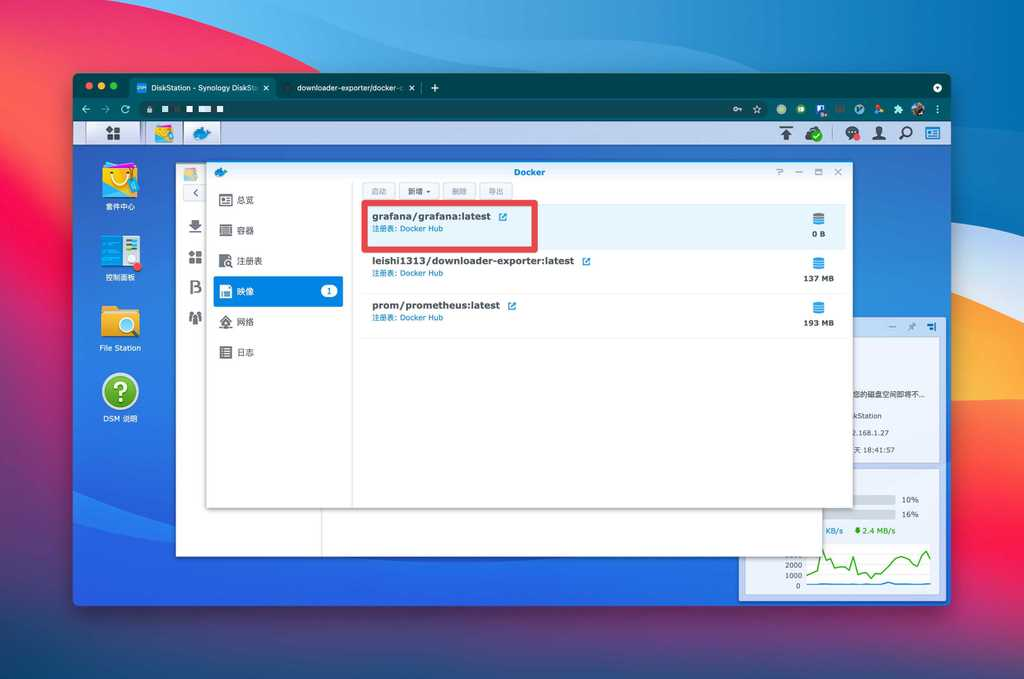 DiskStation - Synology DiskSta
downloader-exporter/docker-c
套件中心
控制面板
File Station
DSM 说明
Docker
总览
容器
注册表
映像
1
网络
日志
启动
新增
删除
导出
grafana/grafana:latest
注册表: Docker Hub
0 B
leishi1313/downloader-exporter:latest
注册表: Docker Hub
137 MB
prom/prometheus:latest
注册表: Docker Hub
193 MB
您的磁盘空间即将不...
kStation
2.168.1.27
天 18:41:57
10%
16%
KB/s
2.4 MB/s
2000
1000
0